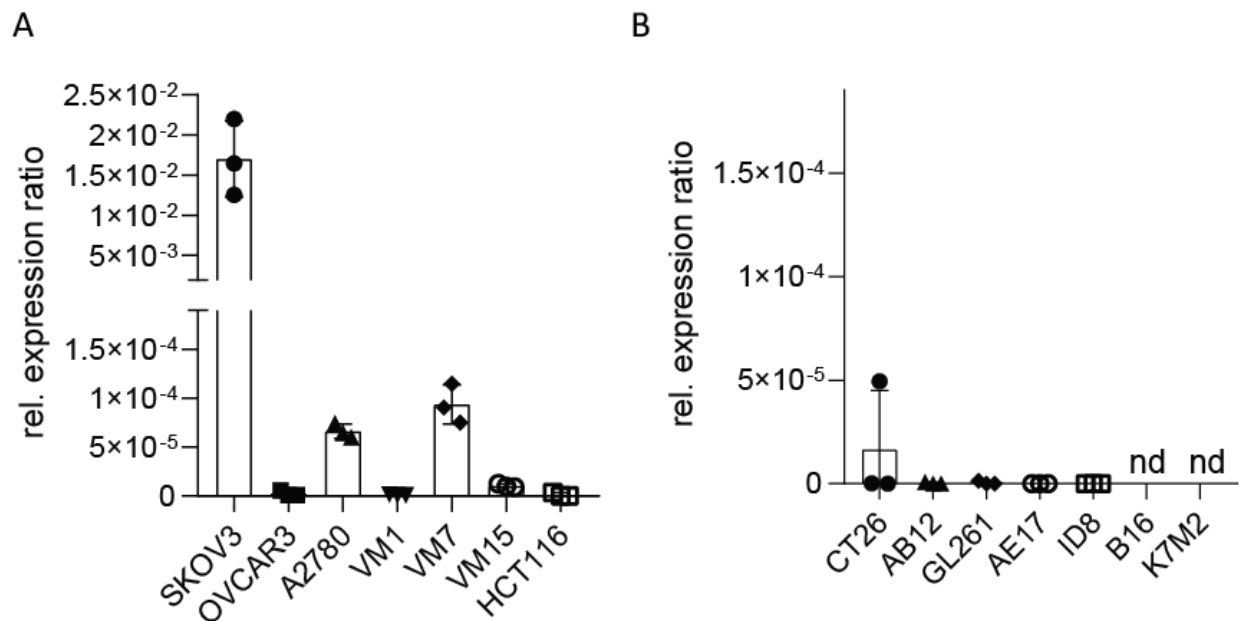 A
rel. expression ratio
2.5×10⁻²
2×10⁻²
1.5×10⁻²
1×10⁻²
5×10⁻³
1.5×10⁻⁴
1×10⁻⁴
5×10⁻⁵
0
SKOV3
OVCAR3
A2780
VM1
VM7
VM15
HCT116
B
rel. expression ratio
1.5×10⁻⁴
1×10⁻⁴
5×10⁻⁵
0
nd nd
CT26
AB12
GL261
AE17
ID8
B16
K7M2